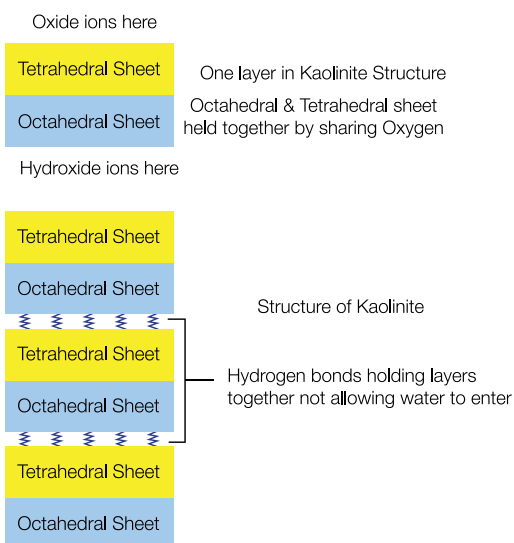 Oxide ions here
Tetrahedral Sheet
One layer in Kaolinite Structure
Octahedral Sheet
Octahedral & Tetrahedral sheet
held together by sharing Oxygen
Hydroxide ions here
Tetrahedral Sheet
Octahedral Sheet
Structure of Kaolinite
Tetrahedral Sheet
Octahedral Sheet
Hydrogen bonds holding layers
together not allowing water to enter
Tetrahedral Sheet
Octahedral Sheet